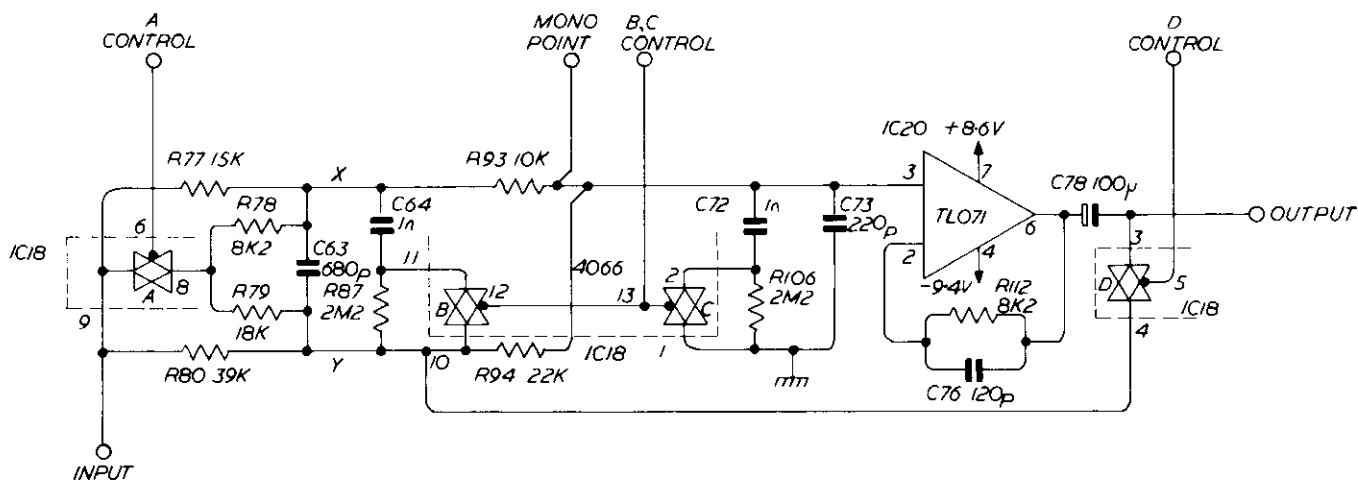 A
CONTROL
MONO
POINT
B,C
CONTROL
D
CONTROL
IC20
+8·6V
R77 15K
X
R93 10K
3
7
C78 100µ
R78
C64
C72
1n
C73
220p
TL071
6
OUTPUT
6
8K2
C63
1n
2
4
3
IC18
680p
11
4066
2
R106
-9·4V
R112
8K2
D
5
A
8
R79
R87
2M2
B
12
13
C
2M2
IC18
9
18K
4
Y
10
IC18
1
R80 39K
R94 22K
C76 120p
INPUT